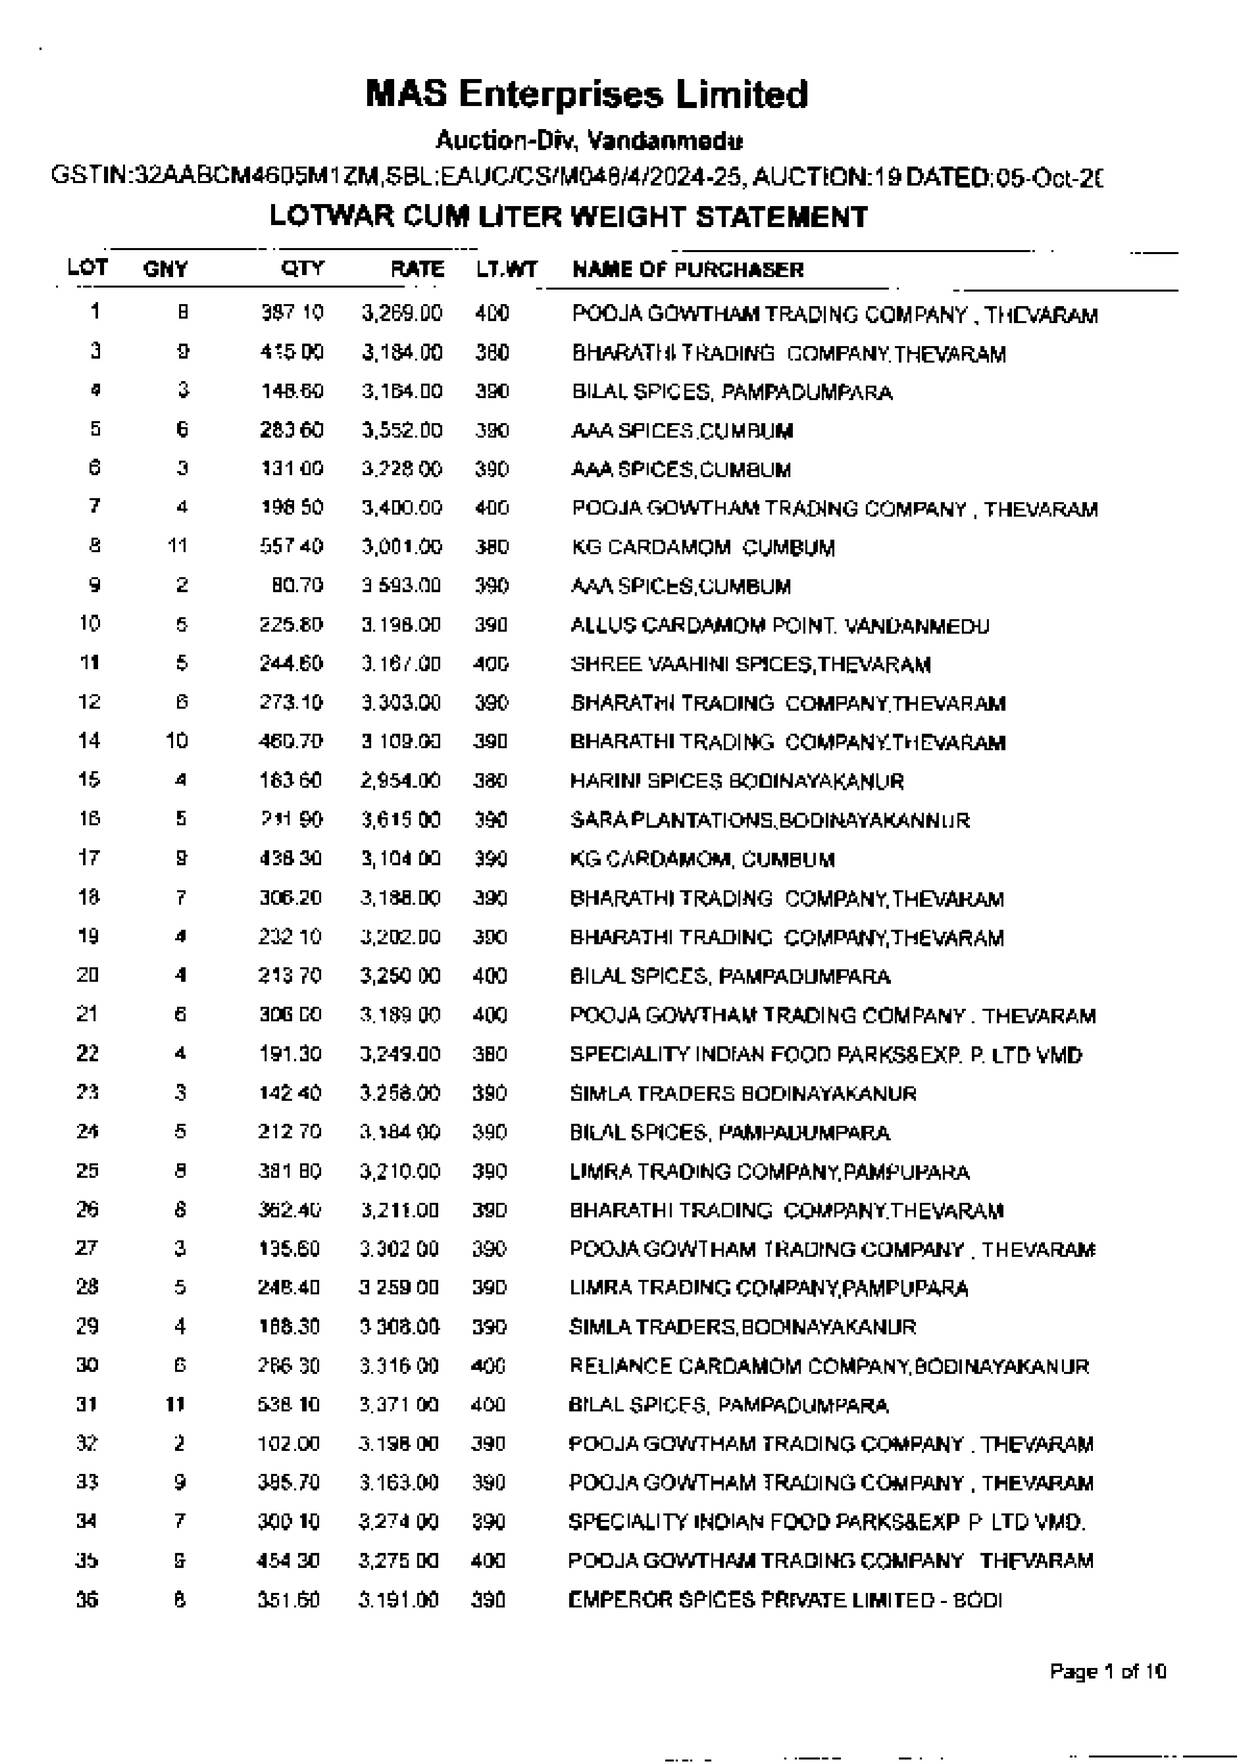 MAS Enterprises Limited
Auction-Div, Vandanmedu
GSTIN:32AABCM4605M1ZM,SBL:EAUC/CS/M048/4/2024-25, AUCTION:19 DATED:05-Oct-20
LOTWAR CUM LITER WEIGHT STATEMENT
LOT GNY QTY RATE LT.WT NAME OF PURCHASER
1 8 387.10 3,269.00 400 POOJA GOWTHAM TRADING COMPANY , THEVARAM
3 9 415.00 3,184.00 380 BHARATHI TRADING COMPANY,THEVARAM
4 3 148.60 3,164.00 390 BILAL SPICES, PAMPADUMPARA
5 6 283.60 3,552.00 390 AAA SPICES,CUMBUM
6 3 131.00 3,228.00 390 AAA SPICES,CUMBUM
7 4 198.50 3,400.00 400 POOJA GOWTHAM TRADING COMPANY , THEVARAM
8 11 557.40 3,001.00 380 KG CARDAMOM CUMBUM
9 2 80.70 3,593.00 390 AAA SPICES,CUMBUM
10 5 225.80 3,198.00 390 ALLUS CARDAMOM POINT, VANDANMEDU
11 5 244.60 3,167.00 400 SHREE VAAHINI SPICES,THEVARAM
12 6 273.10 3,303.00 390 BHARATHI TRADING COMPANY,THEVARAM
14 10 460.70 3,109.00 390 BHARATHI TRADING COMPANY,THEVARAM
15 4 163.60 2,954.00 380 HARINI SPICES BODINAYAKANUR
16 5 211.90 3,615.00 390 SARA PLANTATIONS,BODINAYAKANNUR
17 9 438.30 3,104.00 390 KG CARDAMOM, CUMBUM
18 7 306.20 3,188.00 390 BHARATHI TRADING COMPANY,THEVARAM
19 4 232.10 3,202.00 390 BHARATHI TRADING COMPANY,THEVARAM
20 4 213.70 3,250.00 400 BILAL SPICES, PAMPADUMPARA
21 6 306.00 3,189.00 400 POOJA GOWTHAM TRADING COMPANY , THEVARAM
22 4 191.30 3,249.00 380 SPECIALITY INDIAN FOOD PARKS&EXP. P. LTD VMD
23 3 142.40 3,258.00 390 SIMLA TRADERS BODINAYAKANUR
24 5 212.70 3,184.00 390 BILAL SPICES, PAMPADUMPARA
25 8 381.80 3,210.00 390 LIMRA TRADING COMPANY,PAMPUPARA
26 8 362.40 3,211.00 390 BHARATHI TRADING COMPANY,THEVARAM
27 3 135.60 3,302.00 390 POOJA GOWTHAM TRADING COMPANY , THEVARAM
28 5 248.40 3,259.00 390 LIMRA TRADING COMPANY,PAMPUPARA
29 4 188.30 3,308.00 390 SIMLA TRADERS,BODINAYAKANUR
30 6 286.30 3,316.00 400 RELIANCE CARDAMOM COMPANY,BODINAYAKANUR
31 11 538.10 3,371.00 400 BILAL SPICES, PAMPADUMPARA
32 2 102.00 3,198.00 390 POOJA GOWTHAM TRADING COMPANY , THEVARAM
33 9 385.70 3,163.00 390 POOJA GOWTHAM TRADING COMPANY , THEVARAM
34 7 300.10 3,274.00 390 SPECIALITY INDIAN FOOD PARKS&EXP P LTD VMD.
35 9 454.30 3,275.00 400 POOJA GOWTHAM TRADING COMPANY THEVARAM
36 8 351.60 3,191.00 390 EMPEROR SPICES PRIVATE LIMITED - BODI
Page 1 of 10